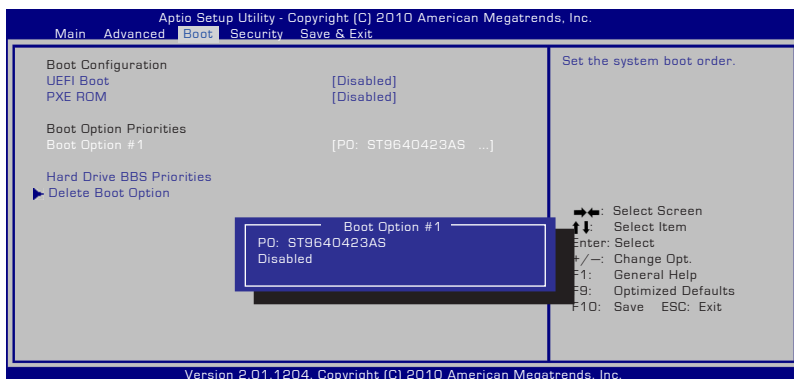 Aptio Setup Utility - Copyright (C) 2010 American Megatrends, Inc.
Main Advanced Boot Security Save & Exit
Boot Configuration
UEFI Boot [Disabled]
PXE ROM [Disabled]
Boot Option Priorities
Boot Option #1 [P0: ST9640423AS ...]
Hard Drive BBS Priorities
Delete Boot Option
Set the system boot order.
Boot Option #1
P0: ST9640423AS
Disabled
: Select Screen
: Select Item
Enter: Select
+/—: Change Opt.
F1: General Help
F9: Optimized Defaults
F10: Save ESC: Exit
Version 2.01.1204. Copyright (C) 2010 American Megatrends, Inc.